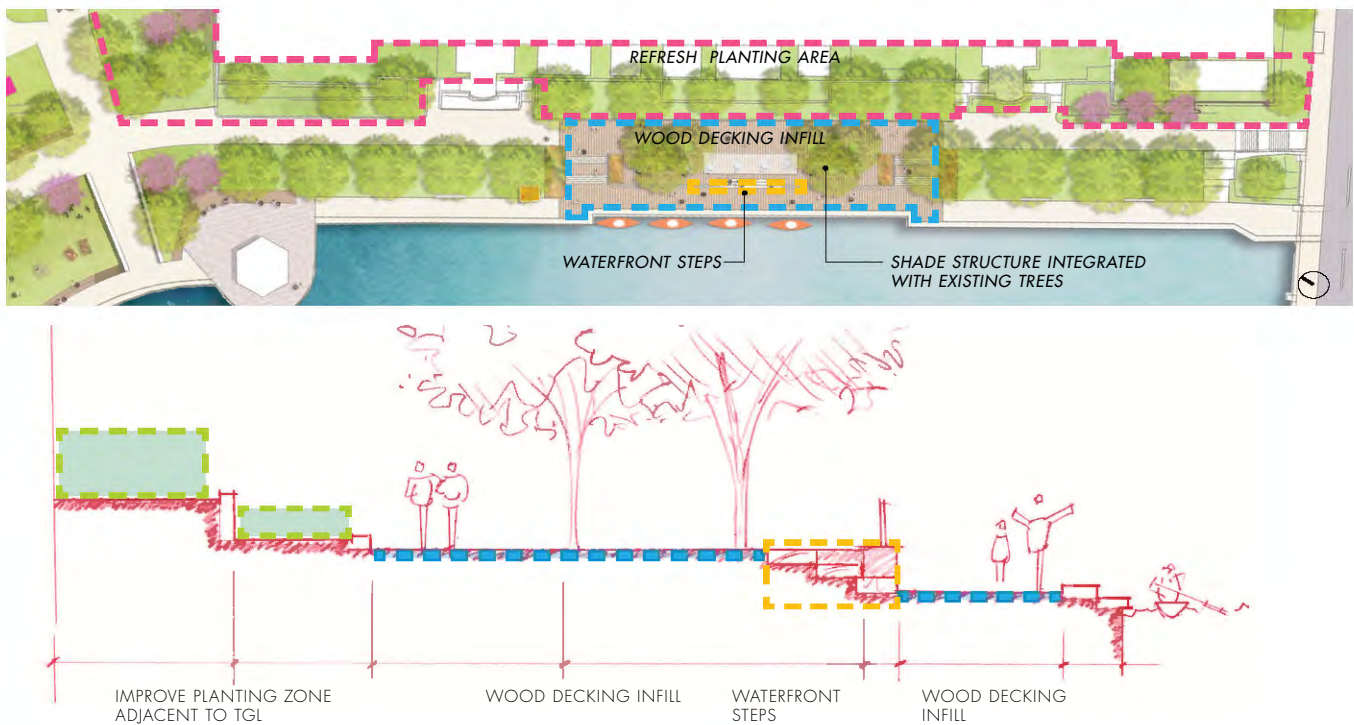 REFRESH PLANTING AREA
WOOD DECKING INFILL
WATERFRONT STEPS
SHADE STRUCTURE INTEGRATED
WITH EXISTING TREES
IMPROVE PLANTING ZONE
ADJACENT TO TGL
WOOD DECKING INFILL
WATERFRONT
STEPS
WOOD DECKING
INFILL